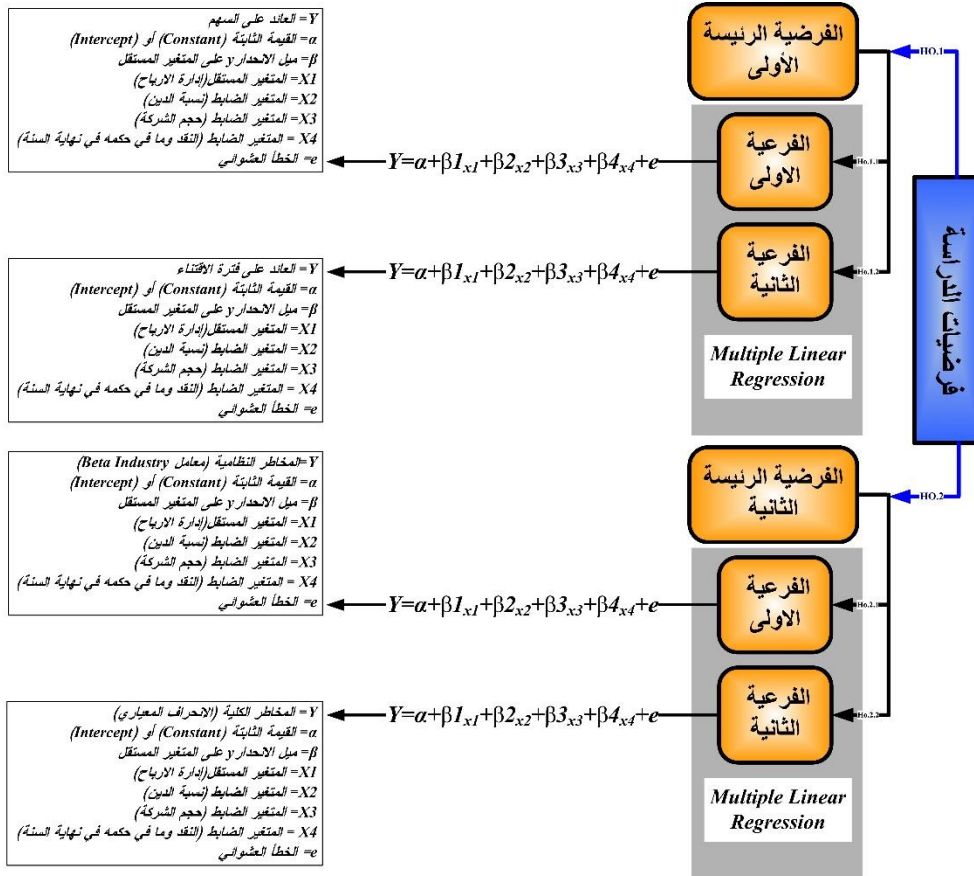 فرضيات الدراسة
HO.1
الفرضية الرئيسة
الأولى
Ho.1.1
الفرعية
الاولى
Y=α+β1x1+β2x2+β3x3+β4x4+e
Y= العائد على السهم
α= القيمة الثابتة (Constant) أو (Intercept)
β= ميل الانحدار y على المتغير المستقل
X1= المتغير المستقل(إدارة الارباح)
X2= المتغير الضابط (نسبة الدين)
X3= المتغير الضابط (حجم الشركة)
X4 = المتغير الضابط (النقد وما في حكمه في نهاية السنة)
e= الخطأ العشوائي
Ho.1.2
الفرعية
الثانية
Y=α+β1x1+β2x2+β3x3+β4x4+e
Y= العائد على فترة الاقتناء
α= القيمة الثابتة (Constant) أو (Intercept)
β= ميل الانحدار y على المتغير المستقل
X1= المتغير المستقل(إدارة الارباح)
X2= المتغير الضابط (نسبة الدين)
X3= المتغير الضابط (حجم الشركة)
X4 = المتغير الضابط (النقد وما في حكمه في نهاية السنة)
e= الخطأ العشوائي
Multiple Linear
Regression
HO.2
الفرضية الرئيسة
الثانية
Ho.2.1
الفرعية
الاولى
Y=α+β1x1+β2x2+β3x3+β4x4+e
Y=المخاطر النظامية (معامل Beta Industry)
α= القيمة الثابتة (Constant) أو (Intercept)
β= ميل الانحدار y على المتغير المستقل
X1= المتغير المستقل(إدارة الارباح)
X2= المتغير الضابط (نسبة الدين)
X3= المتغير الضابط (حجم الشركة)
X4 = المتغير الضابط (النقد وما في حكمه في نهاية السنة)
e= الخطأ العشوائي
Ho.2.2
الفرعية
الثانية
Y=α+β1x1+β2x2+β3x3+β4x4+e
Y= المخاطر الكلية (الانحراف المعياري)
α= القيمة الثابتة (Constant) أو (Intercept)
β= ميل الانحدار y على المتغير المستقل
X1= المتغير المستقل(إدارة الارباح)
X2= المتغير الضابط (نسبة الدين)
X3= المتغير الضابط (حجم الشركة)
X4 = المتغير الضابط (النقد وما في حكمه في نهاية السنة)
e= الخطأ العشوائي
Multiple Linear
Regression